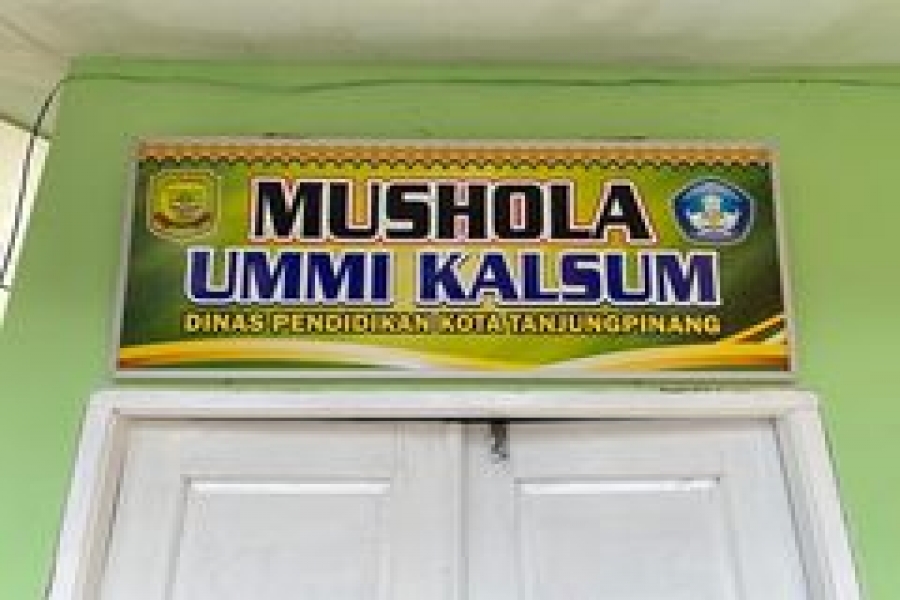 MUSHOLA
UMMI KALSUM
DINAS PENDIDIKAN KOTA TANJUNGPINANG